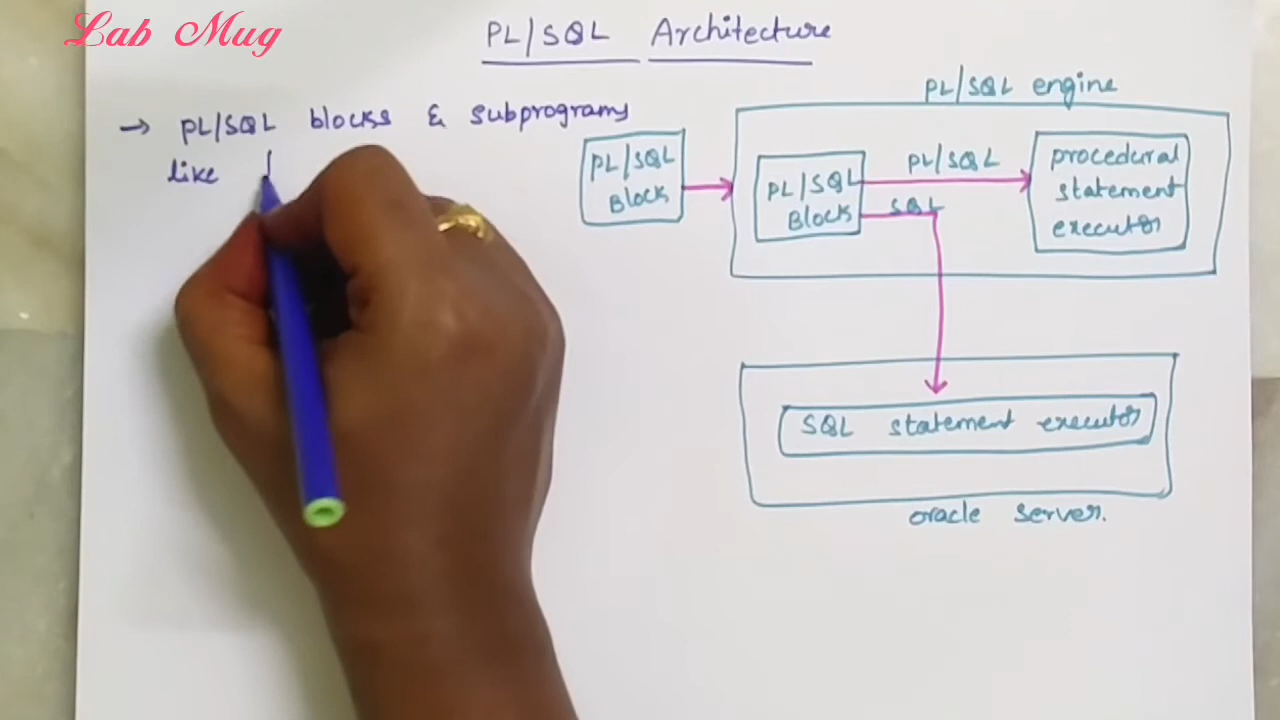 Lab Mug
PL/SQL Architecture
→ PL/SQL blocks & subprograms
like
PL/SQL
Block
PL/SQL engine
PL/SQL
Block
PL/SQL
SQL
procedural
statement
executor
SQL statement executor
oracle server.